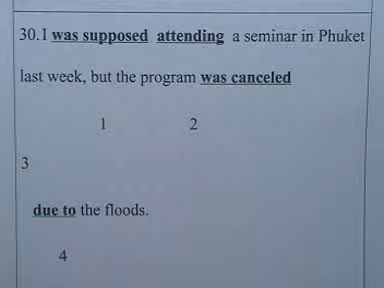 30. I was supposed attending a seminar in Phuket
last week, but the program was canceled
1 2
3
due to the floods.
4